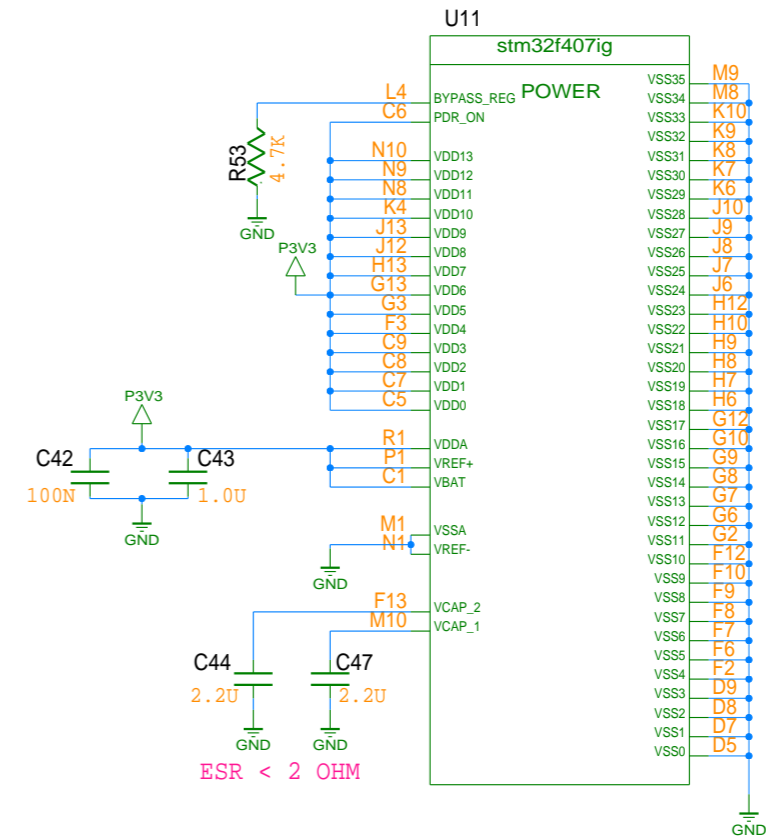 U11
stm32f407ig
POWER
L4 BYPASS_REG
C6 PDR_ON
N10 VDD13
N9 VDD12
N8 VDD11
K4 VDD10
J13 VDD9
J12 VDD8
H13 VDD7
G13 VDD6
G3 VDD5
F3 VDD4
C9 VDD3
C8 VDD2
C7 VDD1
C5 VDD0
R1 VDDA
P1 VREF+
C1 VBAT
M1 VSSA
N1 VREF-
F13 VCAP_2
M10 VCAP_1
VSS35 M9
VSS34 M8
VSS33 K10
VSS32 K9
VSS31 K8
VSS30 K7
VSS29 K6
VSS28 J10
VSS27 J9
VSS26 J8
VSS25 J7
VSS24 J6
VSS23 H12
VSS22 H10
VSS21 H9
VSS20 H8
VSS19 H7
VSS18 H6
VSS17 G12
VSS16 G10
VSS15 G9
VSS14 G8
VSS13 G7
VSS12 G6
VSS11 G2
VSS10 F12
VSS9 F10
VSS8 F9
VSS7 F8
VSS6 F7
VSS5 F6
VSS4 F2
VSS3 D9
VSS2 D8
VSS1 D7
VSS0 D5
GND
R53
4.7K
GND
P3V3
P3V3
C42
100N
C43
1.0U
GND
GND
C44
2.2U
GND
C47
2.2U
GND
ESR < 2 OHM